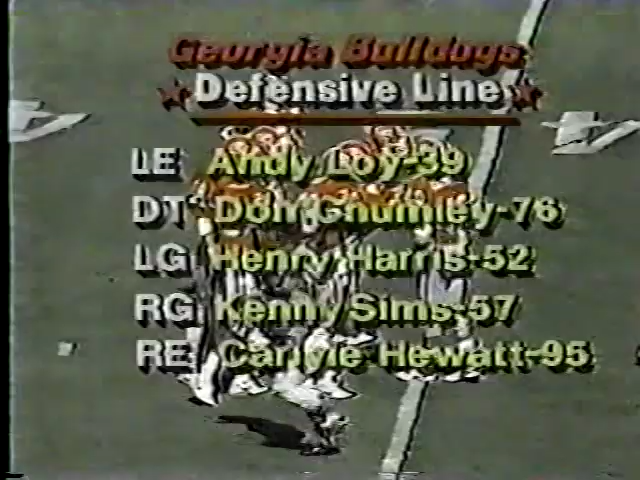 Georgia Bulldogs
Defensive Line
LE Andy Loy-39
DT Don Chumley-76
LG Henry Harris-52
RG Kenny Sims-57
RE Carlyle Hewatt-95